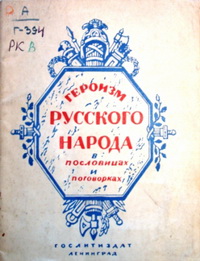 А
Г-394
РК В
ГЕРОИЗМ
РУССКОГО
НАРОДА
В
ПОСЛОВИЦАХ
И
ПОГОВОРКАХ
ГОСЛИТИЗДАТ
ЛЕНИНГРАД